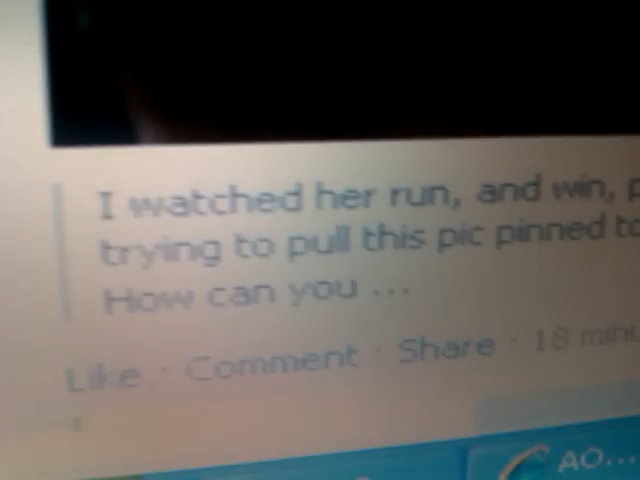 I watched her run, and win, p
trying to pull this pic pinned to
How can you ...
Like · Comment · Share · 18 minu
AO...